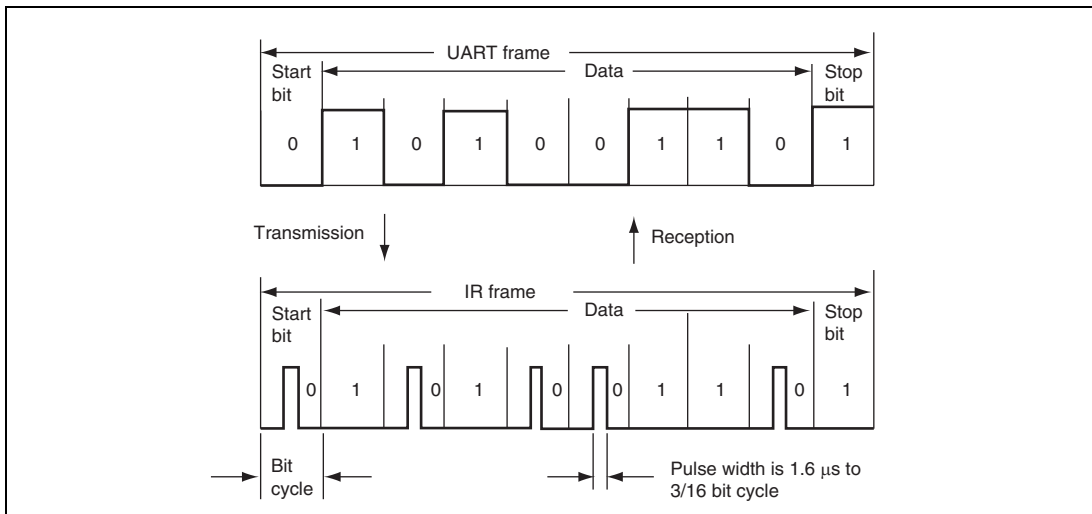 UART frame
Start bit
Data
Stop bit
0 1 0 1 0 0 1 1 0 1
Transmission
Reception
IR frame
Start bit
Data
Stop bit
0 1 0 1 0 0 1 1 0 1
Bit cycle
Pulse width is 1.6 μs to
3/16 bit cycle